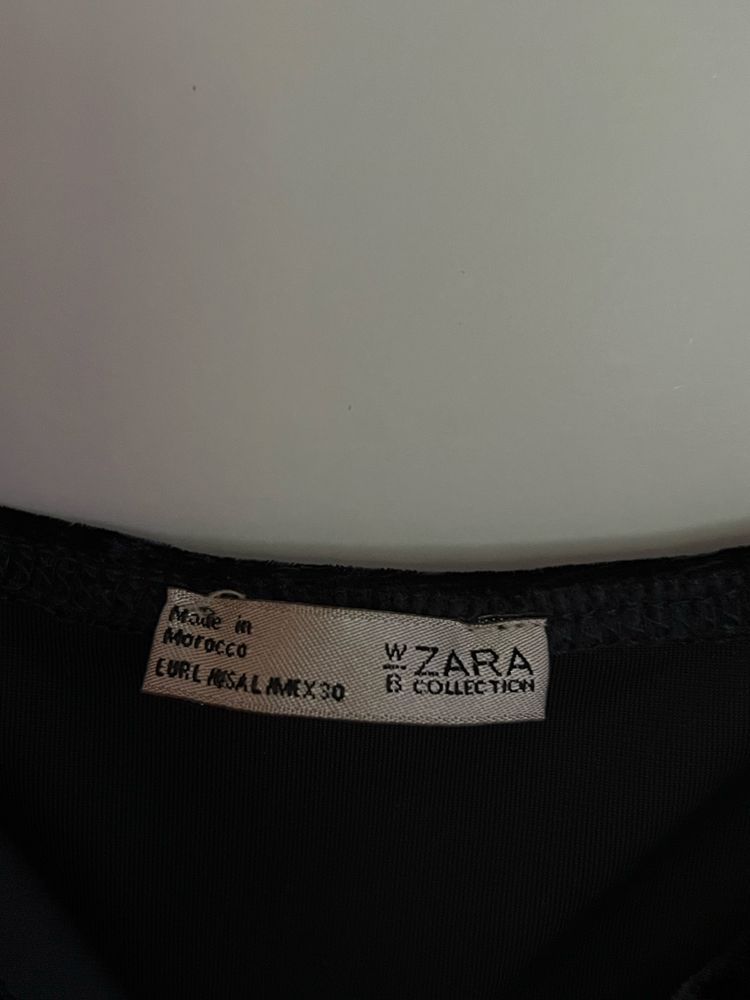 Made in
Morocco
EUR L /USA L /MEX 30
W ZARA
B COLLECTION